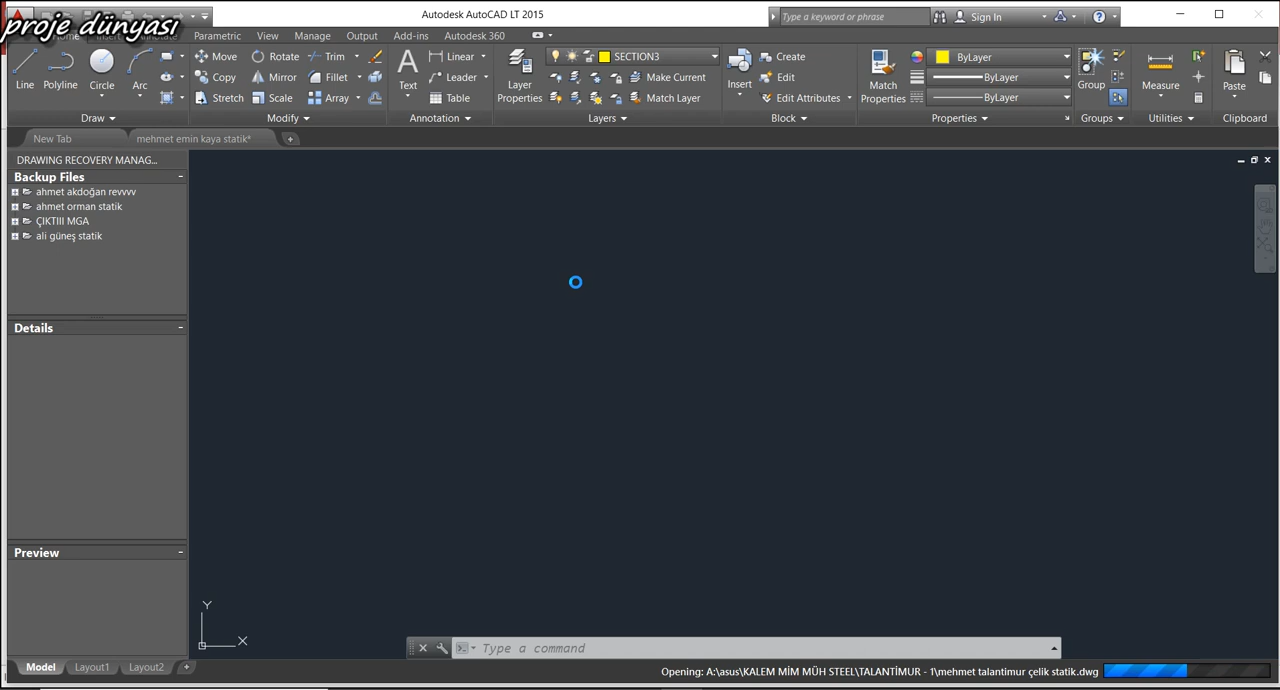 Autodesk AutoCAD LT 2015
Type a keyword or phrase
Sign In
proje dünyası
Parametric View Manage Output Add-ins Autodesk 360
Line Polyline Circle Arc
Move Rotate Trim
Copy Mirror Fillet
Stretch Scale Array
Text
Linear
Leader
Table
Layer
Properties
SECTION3
Make Current
Match Layer
Insert
Create
Edit
Edit Attributes
Match
Properties
ByLayer
ByLayer
ByLayer
Group
Measure
Paste
Draw Modify Annotation Layers Block Properties Groups Utilities Clipboard
New Tab mehmet emin kaya statik*
DRAWING RECOVERY MANAG...
Backup Files
ahmet akdoğan revvvv
ahmet orman statik
ÇIKTIII MGA
ali güneş statik
Details
Preview
Y
X
Type a command
Model Layout1 Layout2
Opening: A:\asus\KALEM MİM MÜH STEEL\TALANTİMUR - 1\mehmet talantimur çelik statik.dwg